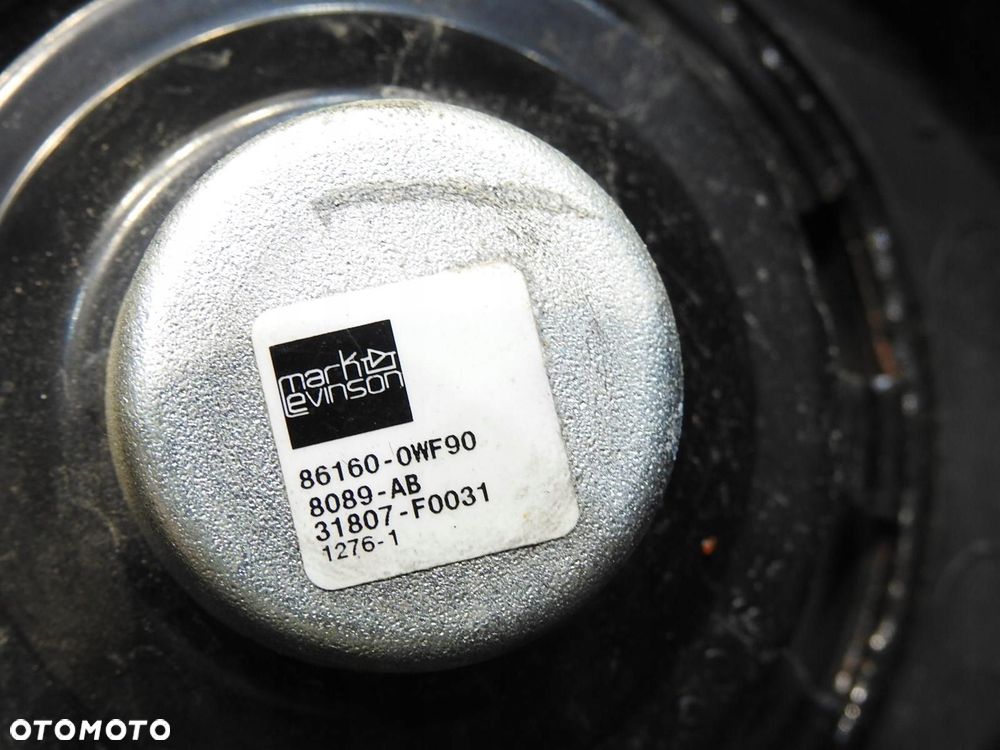 mark
levinson
86160-0WF90
8089-AB
31807-F0031
1276-1
OTOMOTO